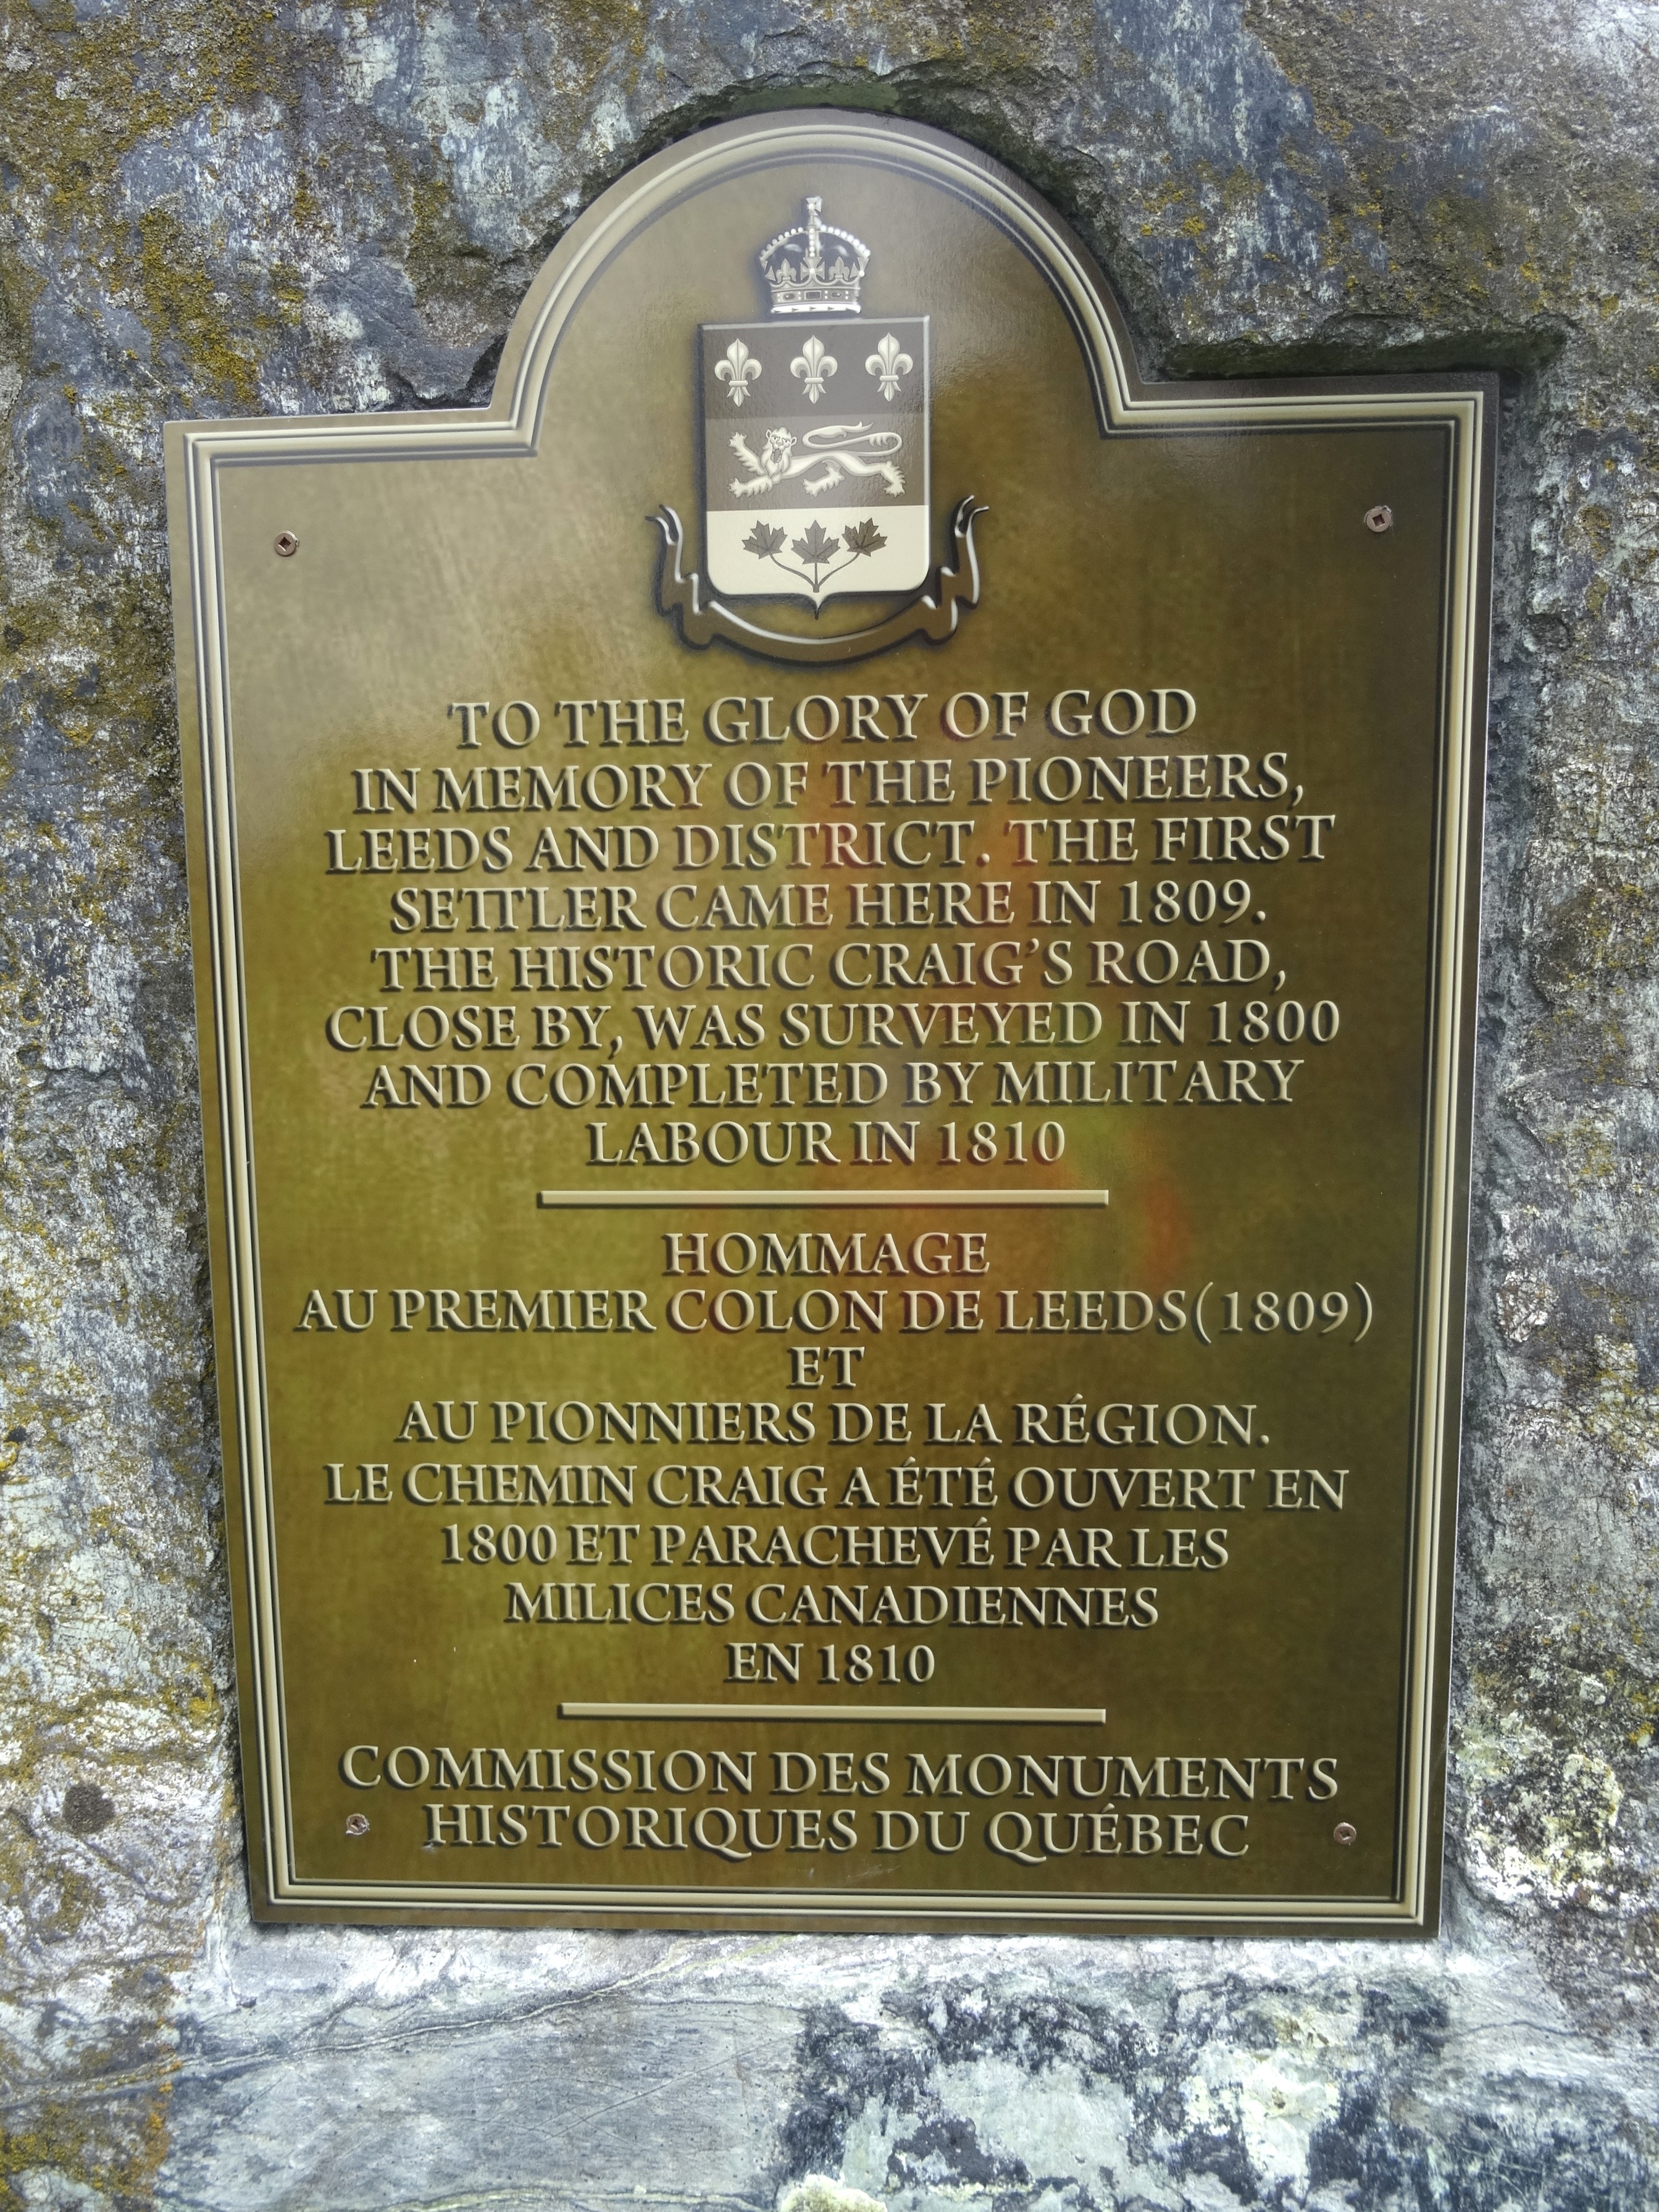 TO THE GLORY OF GOD
IN MEMORY OF THE PIONEERS,
LEEDS AND DISTRICT. THE FIRST
SETTLER CAME HERE IN 1809.
THE HISTORIC CRAIG'S ROAD,
CLOSE BY, WAS SURVEYED IN 1800
AND COMPLETED BY MILITARY
LABOUR IN 1810
HOMMAGE
AU PREMIER COLON DE LEEDS(1809)
ET
AU PIONNIERS DE LA RÉGION.
LE CHEMIN CRAIG A ÉTÉ OUVERT EN
1800 ET PARACHEVÉ PAR LES
MILICES CANADIENNES
EN 1810
COMMISSION DES MONUMENTS
HISTORIQUES DU QUÉBEC